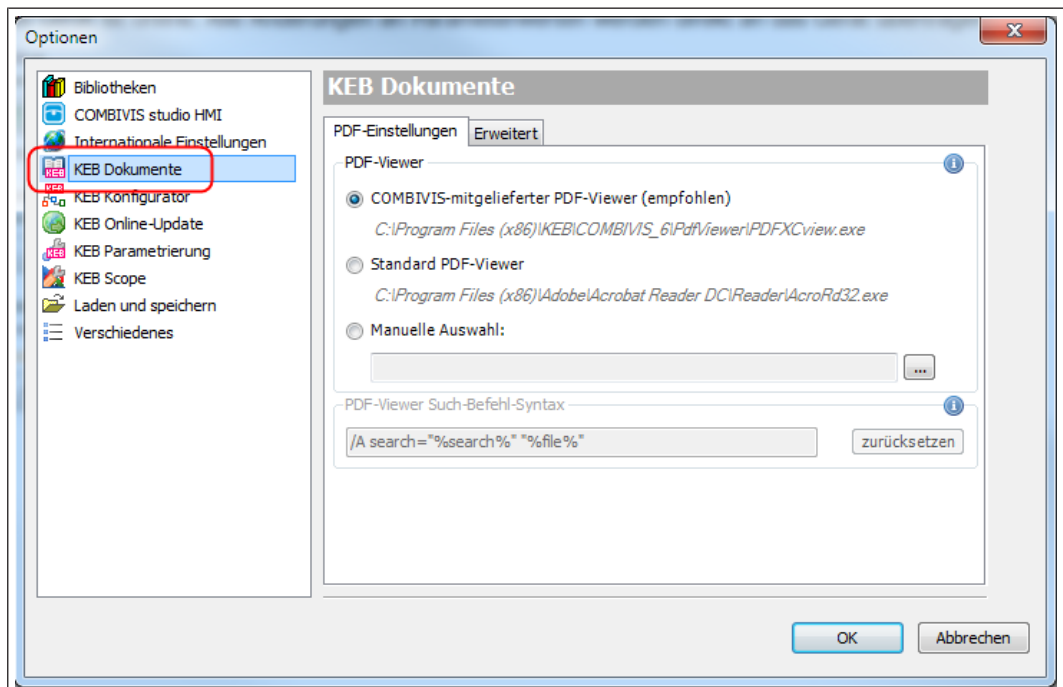 Optionen
Bibliotheken
COMBIVIS studio HMI
Internationale Einstellungen
KEB Dokumente
KEB Konfigurator
KEB Online-Update
KEB Parametrierung
KEB Scope
Laden und speichern
Verschiedenes
KEB Dokumente
PDF-Einstellungen
Erweitert
PDF-Viewer
COMBIVIS-mitgelieferter PDF-Viewer (empfohlen)
C:\Program Files (x86)\KEB\COMBIVIS_6\PdfViewer\PDFXCview.exe
Standard PDF-Viewer
C:\Program Files (x86)\Adobe\Acrobat Reader DC\Reader\AcroRd32.exe
Manuelle Auswahl:
...
PDF-Viewer Such-Befehl-Syntax
/A search="%search%" "%file%"
zurücksetzen
OK
Abbrechen